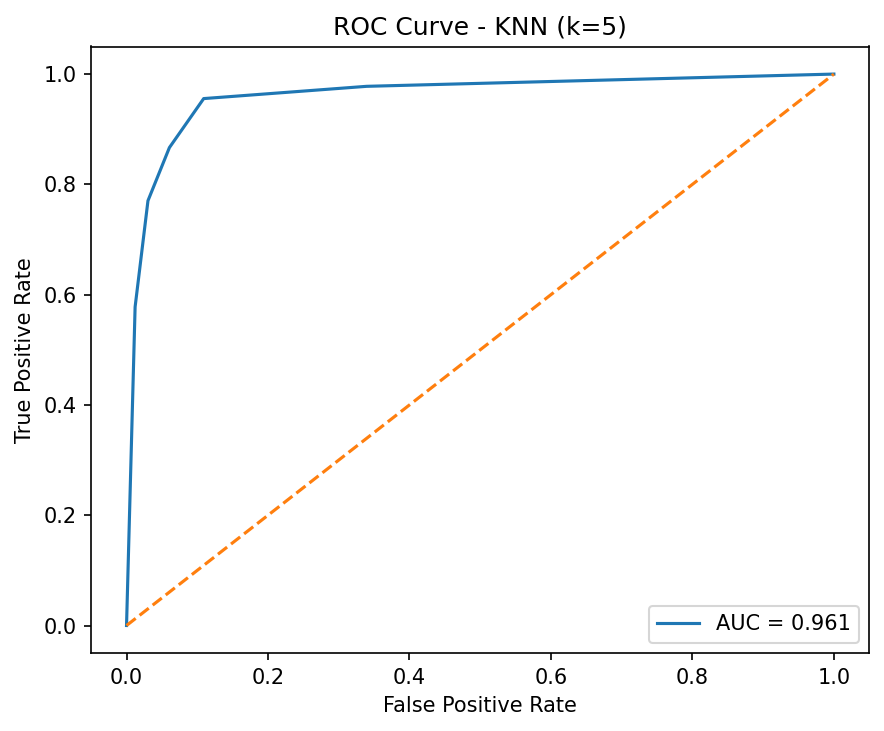 ROC Curve - KNN (k=5)
1.0
0.8
0.6
0.4
0.2
0.0
True Positive Rate
AUC = 0.961
0.0 0.2 0.4 0.6 0.8 1.0
False Positive Rate